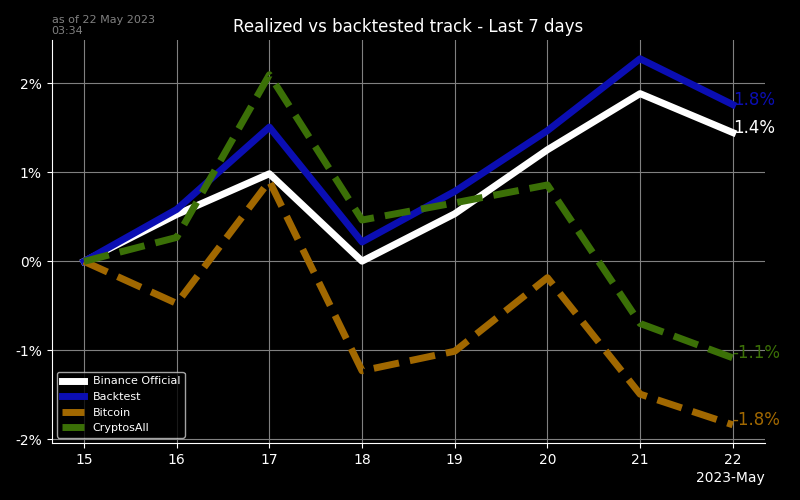 as of 22 May 2023
03:34
Realized vs backtested track - Last 7 days
2%
1%
0%
-1%
-2%
1.8%
1.4%
-1.1%
-1.8%
Binance Official
Backtest
Bitcoin
CryptosAll
15 16 17 18 19 20 21 22
2023-May